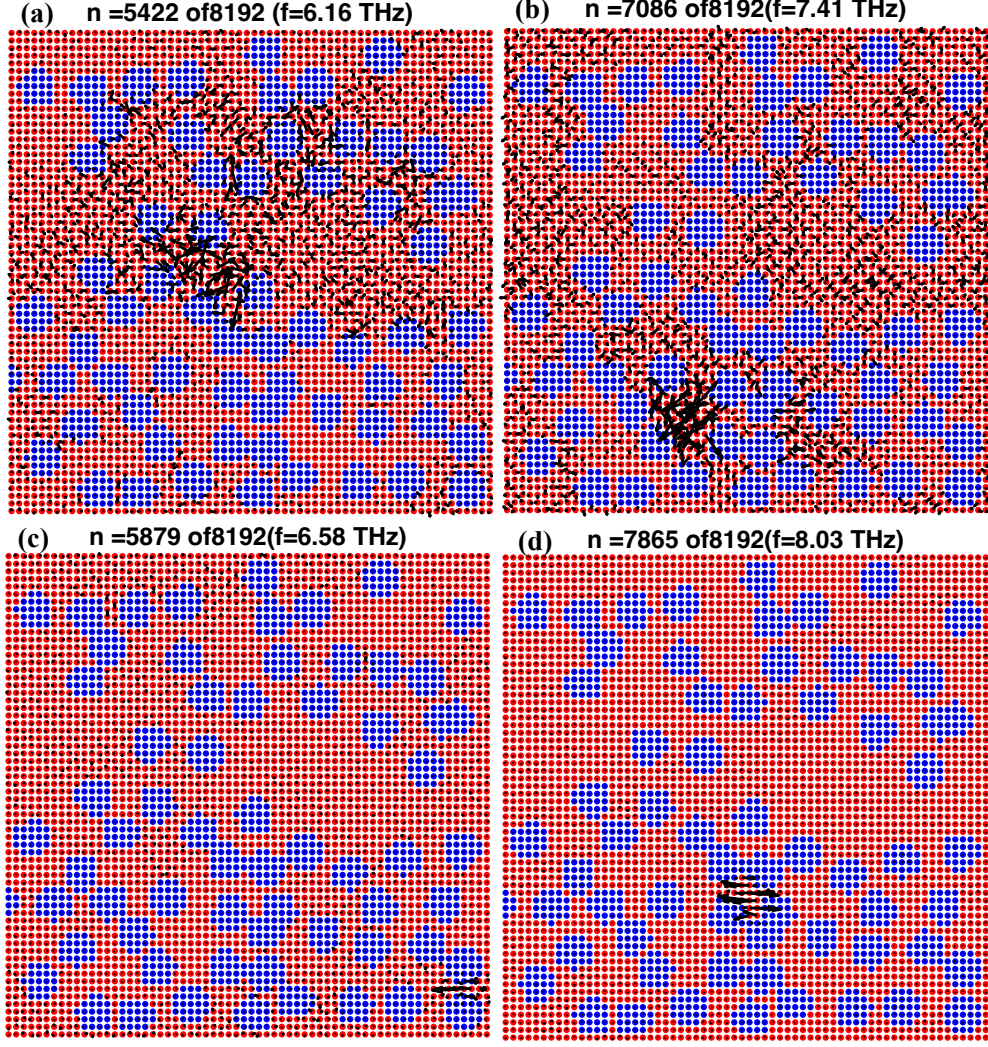 (a) n =5422 of8192 (f=6.16 THz)
(b) n =7086 of8192(f=7.41 THz)
(c) n =5879 of8192(f=6.58 THz)
(d) n =7865 of8192(f=8.03 THz)